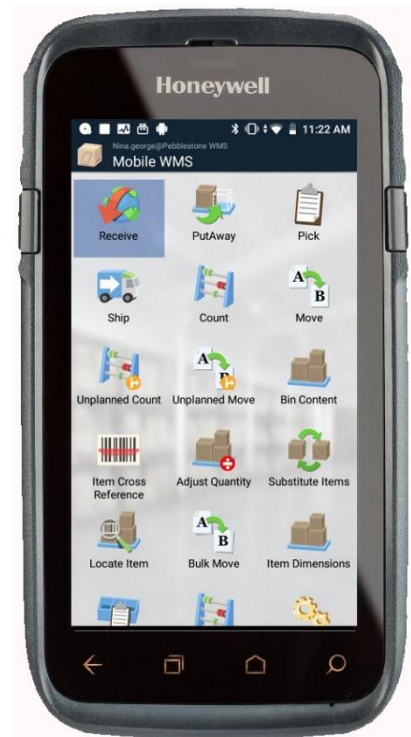 Honeywell
11:22 AM
Nina.george@Pebblestone WMS
Mobile WMS
Receive
PutAway
Pick
Ship
Count
Move
A
B
Unplanned Count
Unplanned Move
Bin Content
A
Item Cross
Reference
Adjust Quantity
Substitute Items
Locate Item
Bulk Move
Item Dimensions
A
B